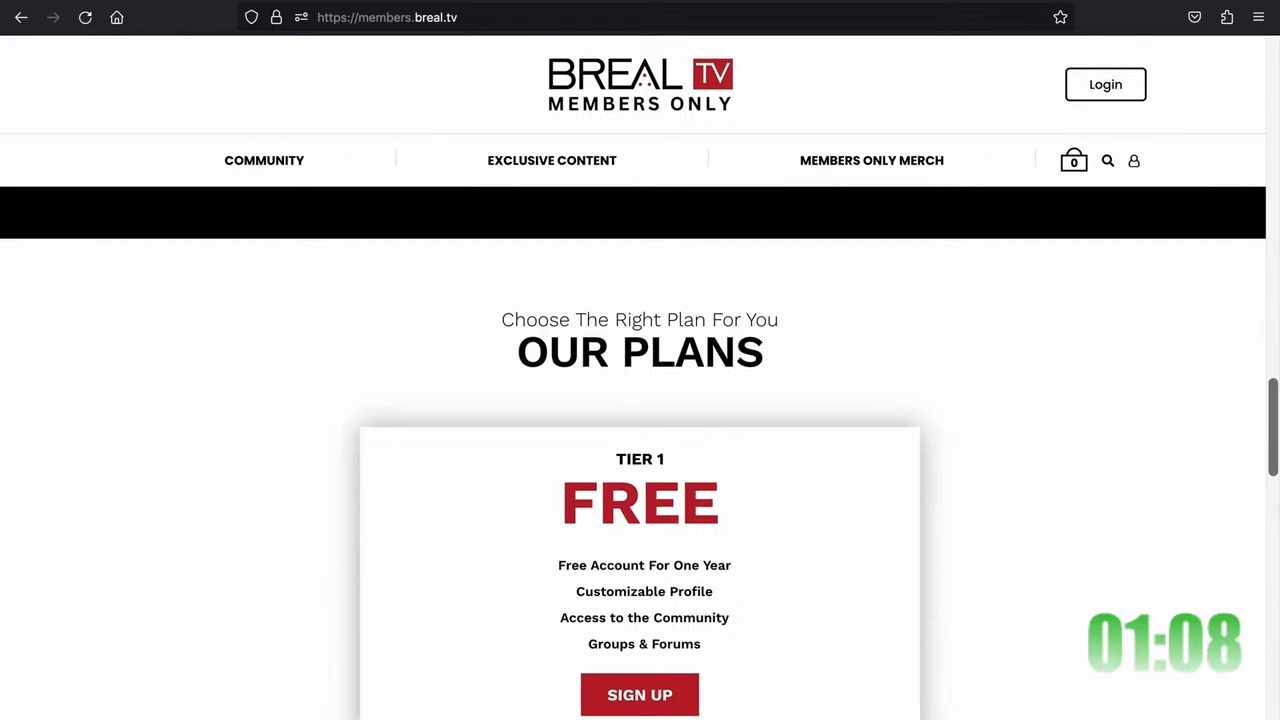 https://members.breal.tv
BREAL TV
MEMBERS ONLY
Login
COMMUNITY
EXCLUSIVE CONTENT
MEMBERS ONLY MERCH
0
Choose The Right Plan For You
OUR PLANS
TIER 1
FREE
Free Account For One Year
Customizable Profile
Access to the Community
Groups & Forums
SIGN UP
01:08